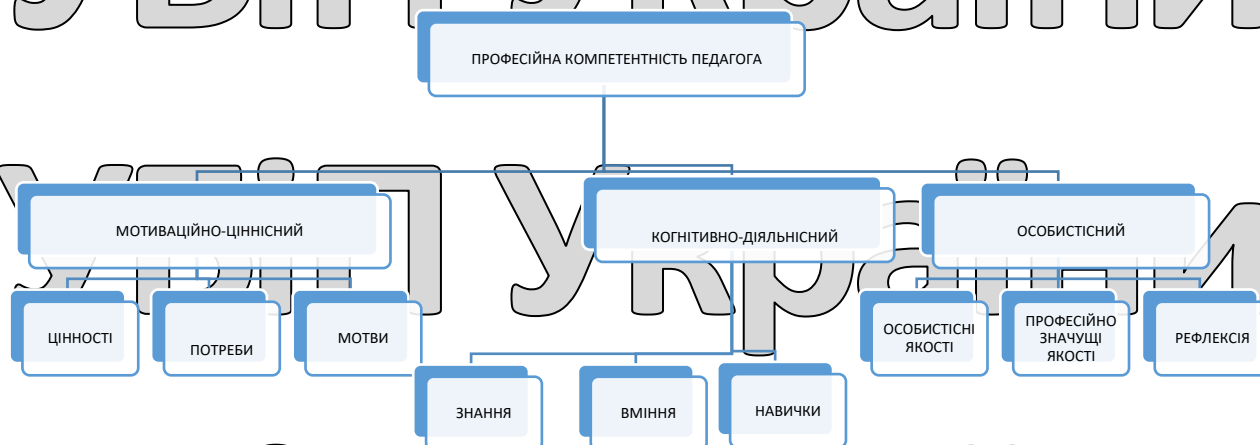 ПРОФЕСІЙНА КОМПЕТЕНТНІСТЬ ПЕДАГОГА
МОТИВАЦІЙНО-ЦІННІСНИЙ
КОГНІТИВНО-ДІЯЛЬНІСНИЙ
ОСОБИСТІСНИЙ
ЦІННОСТІ
ПОТРЕБИ
МОТВИ
ЗНАННЯ
ВМІННЯ
НАВИЧКИ
ОСОБИСТІСНІ
ЯКОСТІ
ПРОФЕСІЙНО
ЗНАЧУЩІ
ЯКОСТІ
РЕФЛЕКСІЯ
України